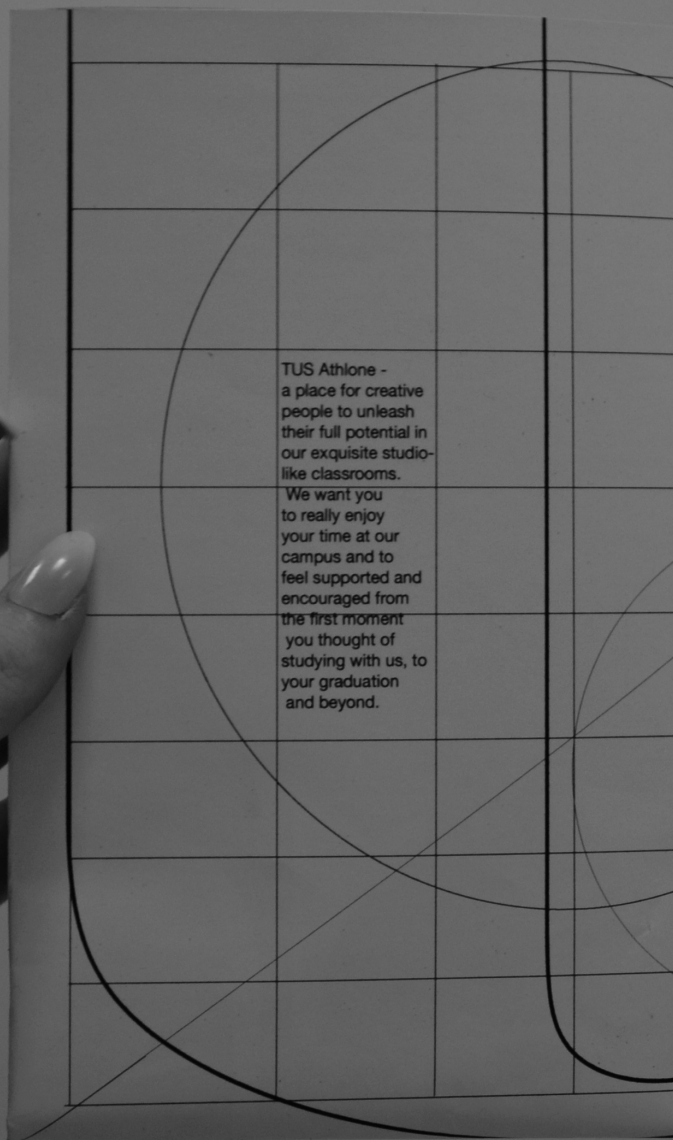 TUS Athlone -
a place for creative
people to unleash
their full potential in
our exquisite studio-
like classrooms.
We want you
to really enjoy
your time at our
campus and to
feel supported and
encouraged from
the first moment
you thought of
studying with us, to
your graduation
and beyond.